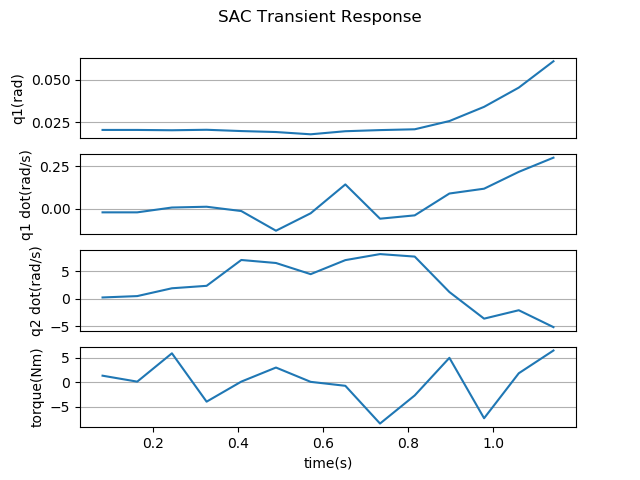 SAC Transient Response
q1(rad)
0.050
0.025
q1 dot(rad/s)
0.25
0.00
q2 dot(rad/s)
5
0
−5
torque(Nm)
5
0
−5
0.2 0.4 0.6 0.8 1.0
time(s)